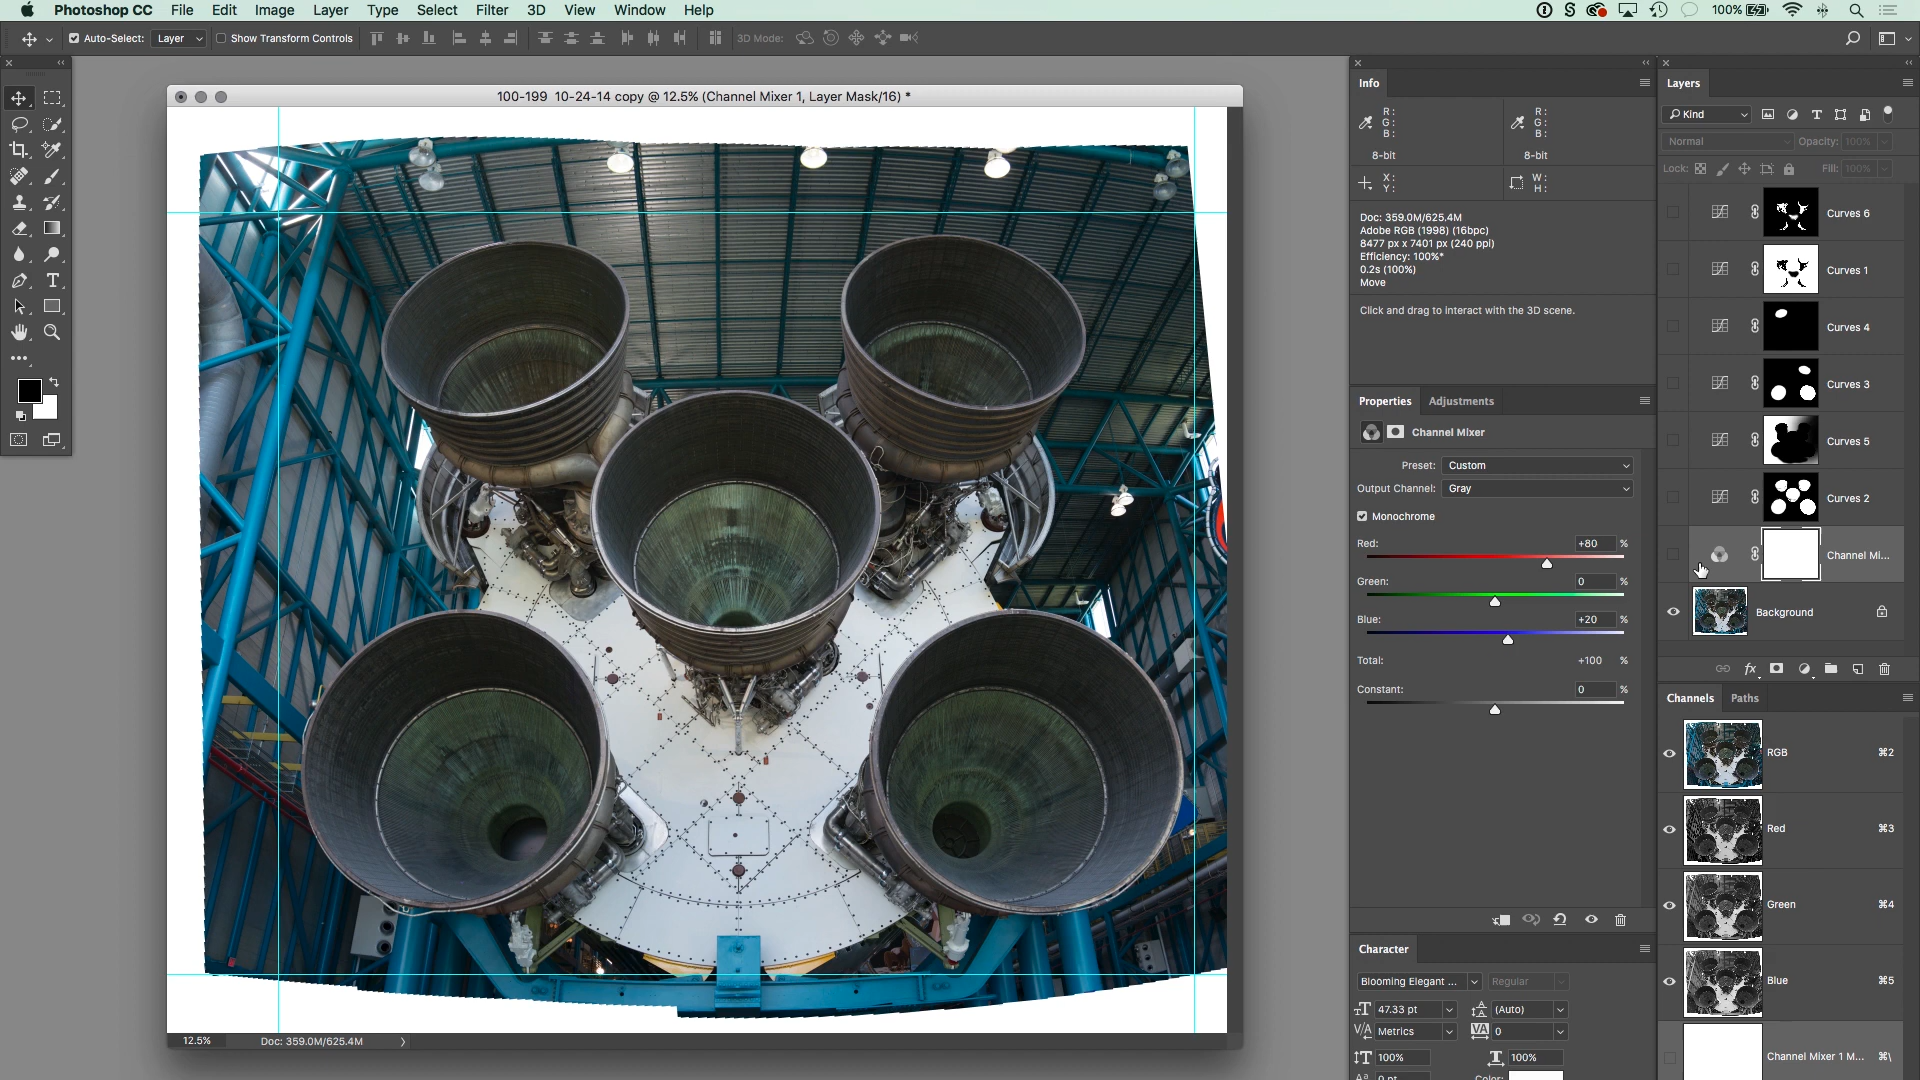 Photoshop CC File Edit Image Layer Type Select Filter 3D View Window Help 100%
Auto-Select: Layer Show Transform Controls 3D Mode:
100-199 10-24-14 copy @ 12.5% (Channel Mixer 1, Layer Mask/16) *
12.5% Doc: 359.0M/625.4M
Info
R:
G:
B:
8-bit
R:
G:
B:
8-bit
X:
Y:
W:
H:
Doc: 359.0M/625.4M
Adobe RGB (1998) (16bpc)
8477 px x 7401 px (240 ppi)
Efficiency: 100%*
0.2s (100%)
Move
Click and drag to interact with the 3D scene.
Properties Adjustments
Channel Mixer
Preset: Custom
Output Channel: Gray
Monochrome
Red: +80 %
Green: 0 %
Blue: +20 %
Total: +100 %
Constant: 0 %
Character
Blooming Elegant ... Regular
47.33 pt (Auto)
Metrics 0
100% 100%
0 pt Color:
Layers
Kind
Normal Opacity: 100%
Lock: Fill: 100%
Curves 6
Curves 1
Curves 4
Curves 3
Curves 5
Curves 2
Channel Mi...
Background
Channels Paths
RGB ⌘2
Red ⌘3
Green ⌘4
Blue ⌘5
Channel Mixer 1 M... ⌘\